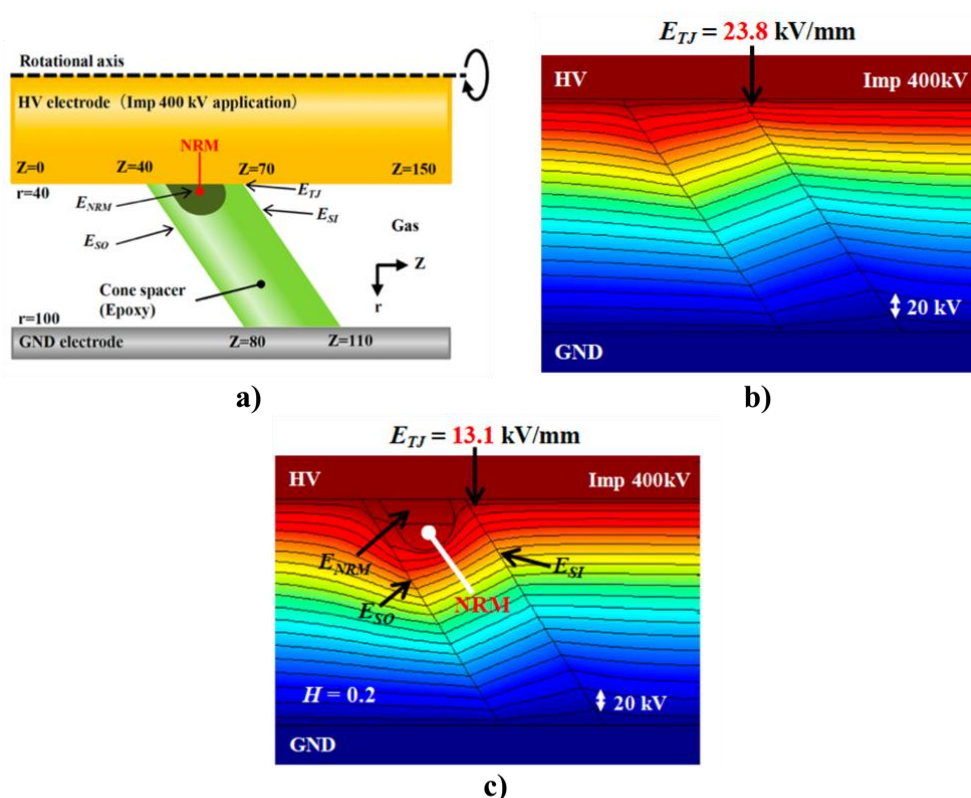 Rotational axis
HV electrode (Imp 400 kV application)
NRM
Z=0 Z=40 Z=70 Z=150
r=40
E_NRM E_TJ
E_SI
E_SO
Gas
Z
r
Cone spacer
(Epoxy)
r=100
GND electrode Z=80 Z=110
a)
E_TJ = 23.8 kV/mm
HV Imp 400kV
20 kV
GND
b)
E_TJ = 13.1 kV/mm
HV Imp 400kV
E_NRM
E_SI
E_SO
NRM
H = 0.2
20 kV
GND
c)